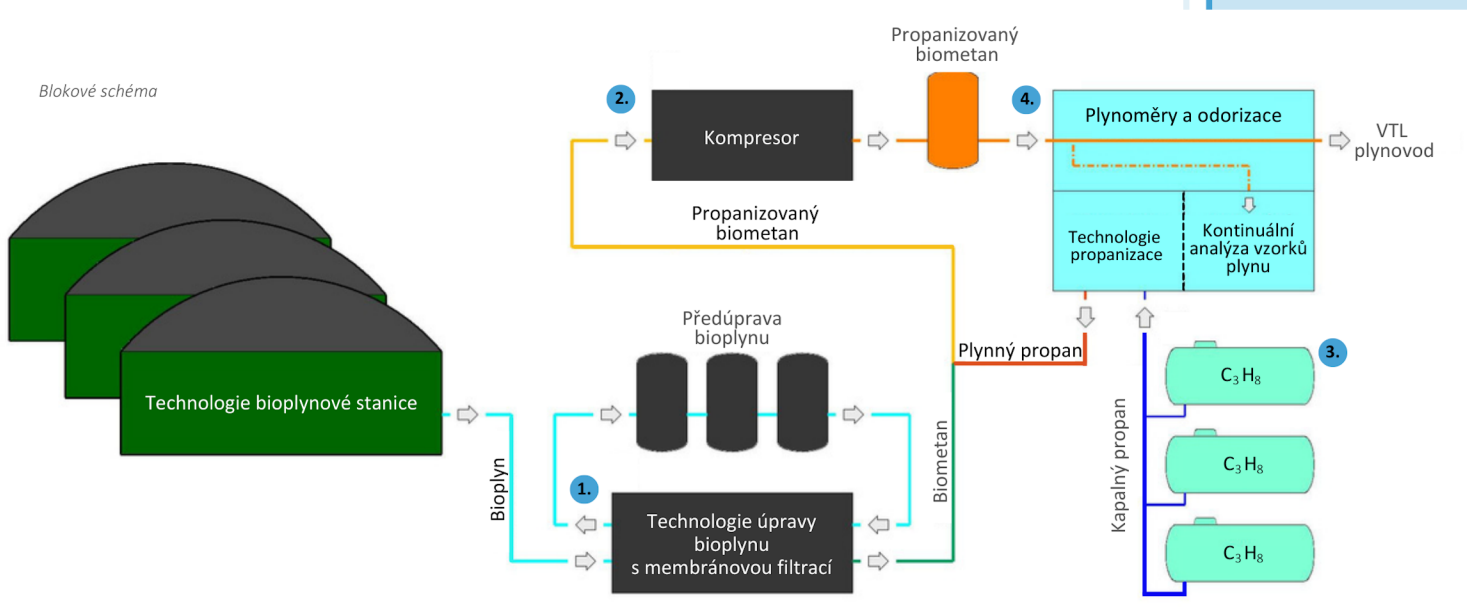 Blokové schéma
Technologie bioplynové stanice
Bioplyn
1.
Předúprava
bioplynu
Technologie úpravy
bioplynu
s membránovou filtrací
Biometan
2.
Kompresor
Propanizovaný
biometan
Propanizovaný
biometan
Plynný propan
4.
Plynoměry a odorizace
Technologie
propanizace
Kontinuální
analýza vzorků
plynu
VTL
plynovod
Kapalný propan
3.
C₃H₈
C₃H₈
C₃H₈